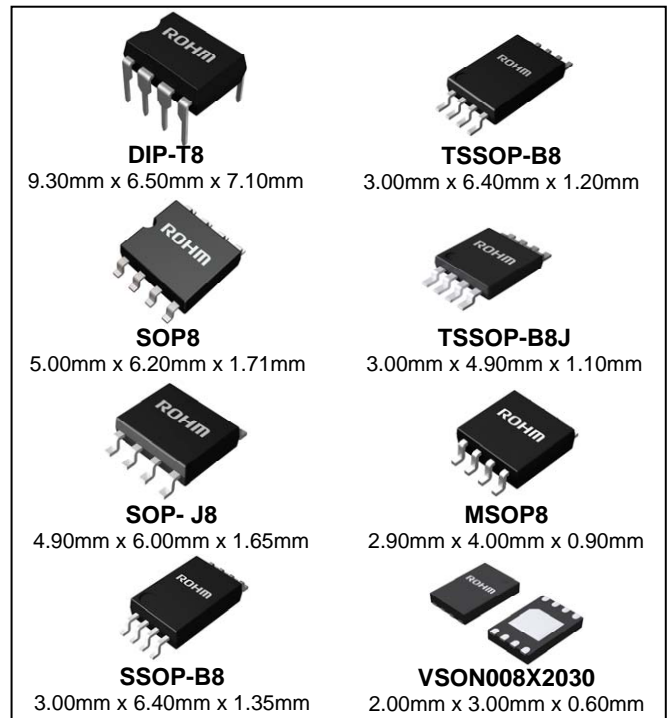 ROHM
DIP-T8
9.30mm x 6.50mm x 7.10mm
ROHM
TSSOP-B8
3.00mm x 6.40mm x 1.20mm
ROHM
SOP8
5.00mm x 6.20mm x 1.71mm
ROHM
TSSOP-B8J
3.00mm x 4.90mm x 1.10mm
ROHM
SOP- J8
4.90mm x 6.00mm x 1.65mm
ROHM
MSOP8
2.90mm x 4.00mm x 0.90mm
ROHM
SSOP-B8
3.00mm x 6.40mm x 1.35mm
ROHM
VSON008X2030
2.00mm x 3.00mm x 0.60mm